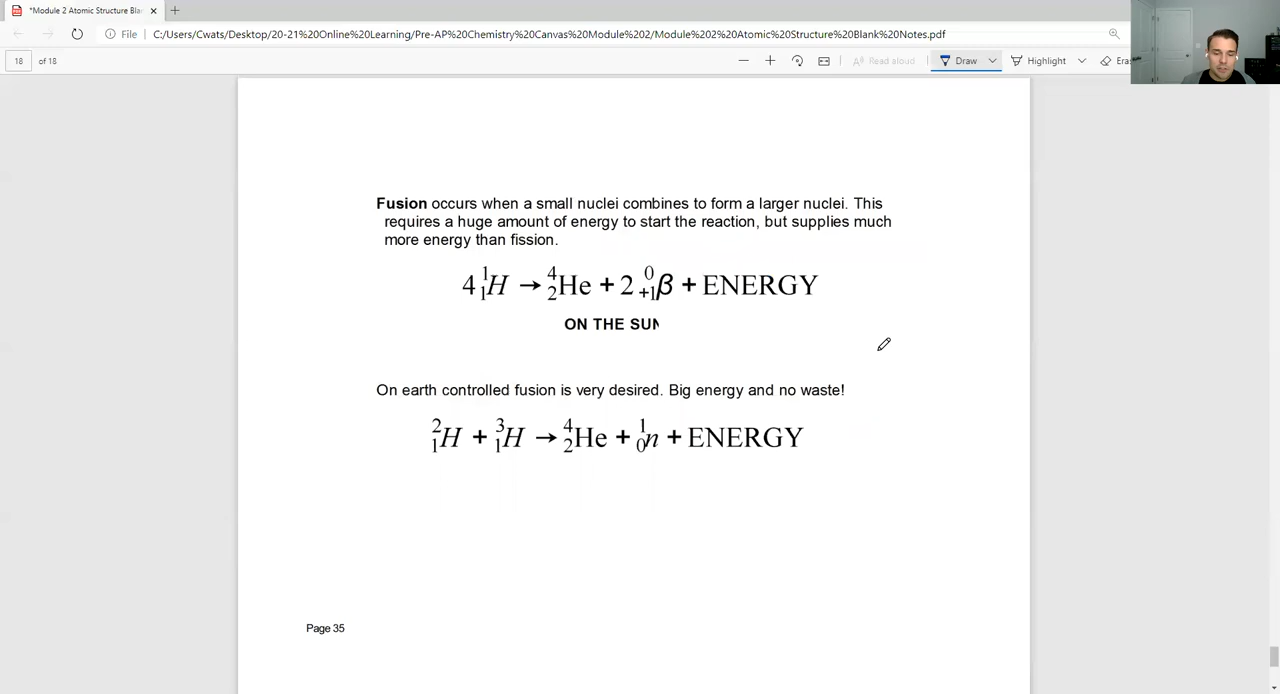 *Module 2 Atomic Structure Bla
File C:/Users/Cwats/Desktop/20-21%20Online%20Learning/Pre-AP%20Chemistry%20Canvas%20Module%202/Module%202%20Atomic%20Structure%20Blank%20Notes.pdf
18 of 18 Read aloud Draw Highlight Eras
Fusion occurs when a small nuclei combines to form a larger nuclei. This
requires a huge amount of energy to start the reaction, but supplies much
more energy than fission.
4 ¹₁H → ⁴₂He + 2 ⁰₊₁β + ENERGY
ON THE SUN
On earth controlled fusion is very desired. Big energy and no waste!
²₁H + ³₁H → ⁴₂He + ¹₀n + ENERGY
Page 35